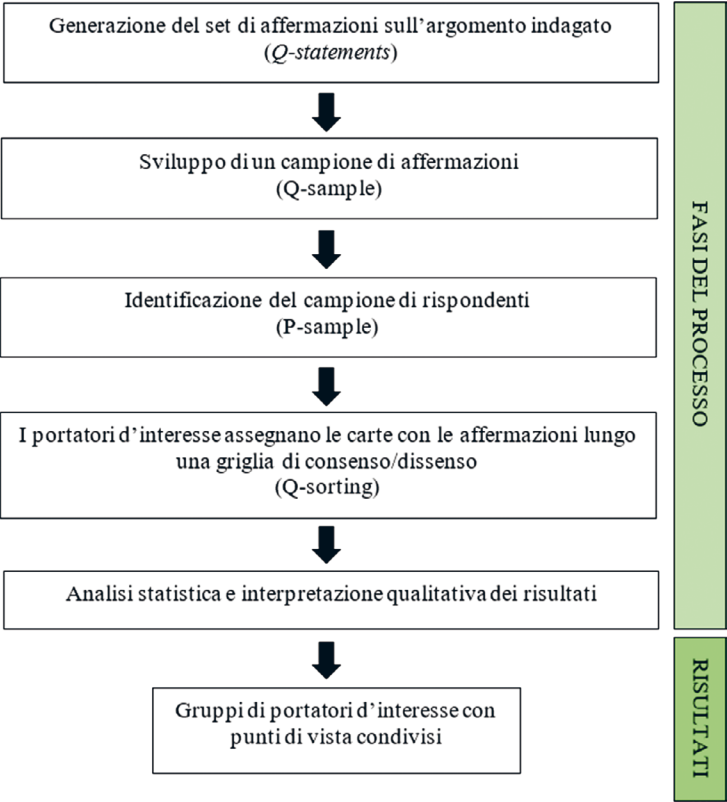 Generazione del set di affermazioni sull’argomento indagato
(Q-statements)
Sviluppo di un campione di affermazioni
(Q-sample)
Identificazione del campione di rispondenti
(P-sample)
I portatori d’interesse assegnano le carte con le affermazioni lungo
una griglia di consenso/dissenso
(Q-sorting)
Analisi statistica e interpretazione qualitativa dei risultati
Gruppi di portatori d’interesse con
punti di vista condivisi
FASI DEL PROCESSO
RISULTATI